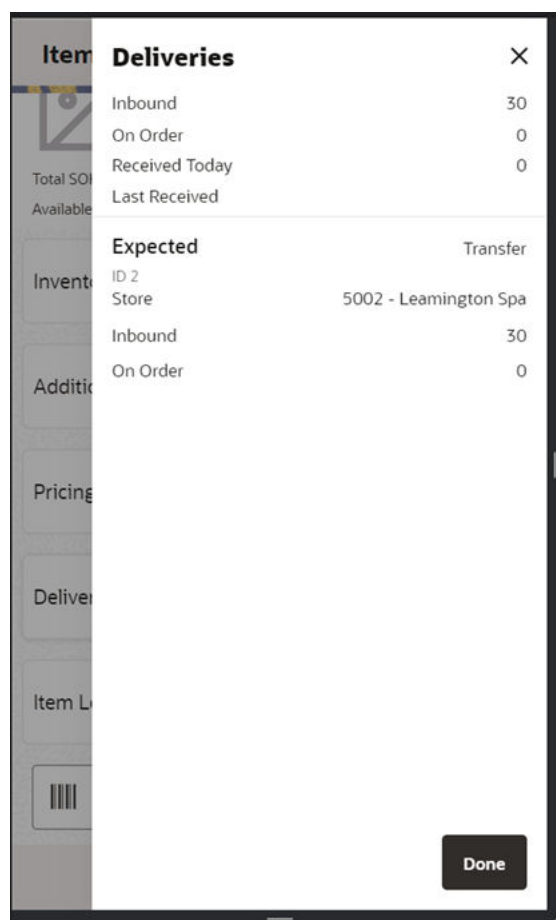 Item
Deliveries
Inbound 30
On Order 0
Received Today 0
Last Received
Total SOH
Available
Expected Transfer
ID 2
Store 5002 - Leamington Spa
Inbound 30
On Order 0
Invent
Additio
Pricing
Deliver
Item L
Done